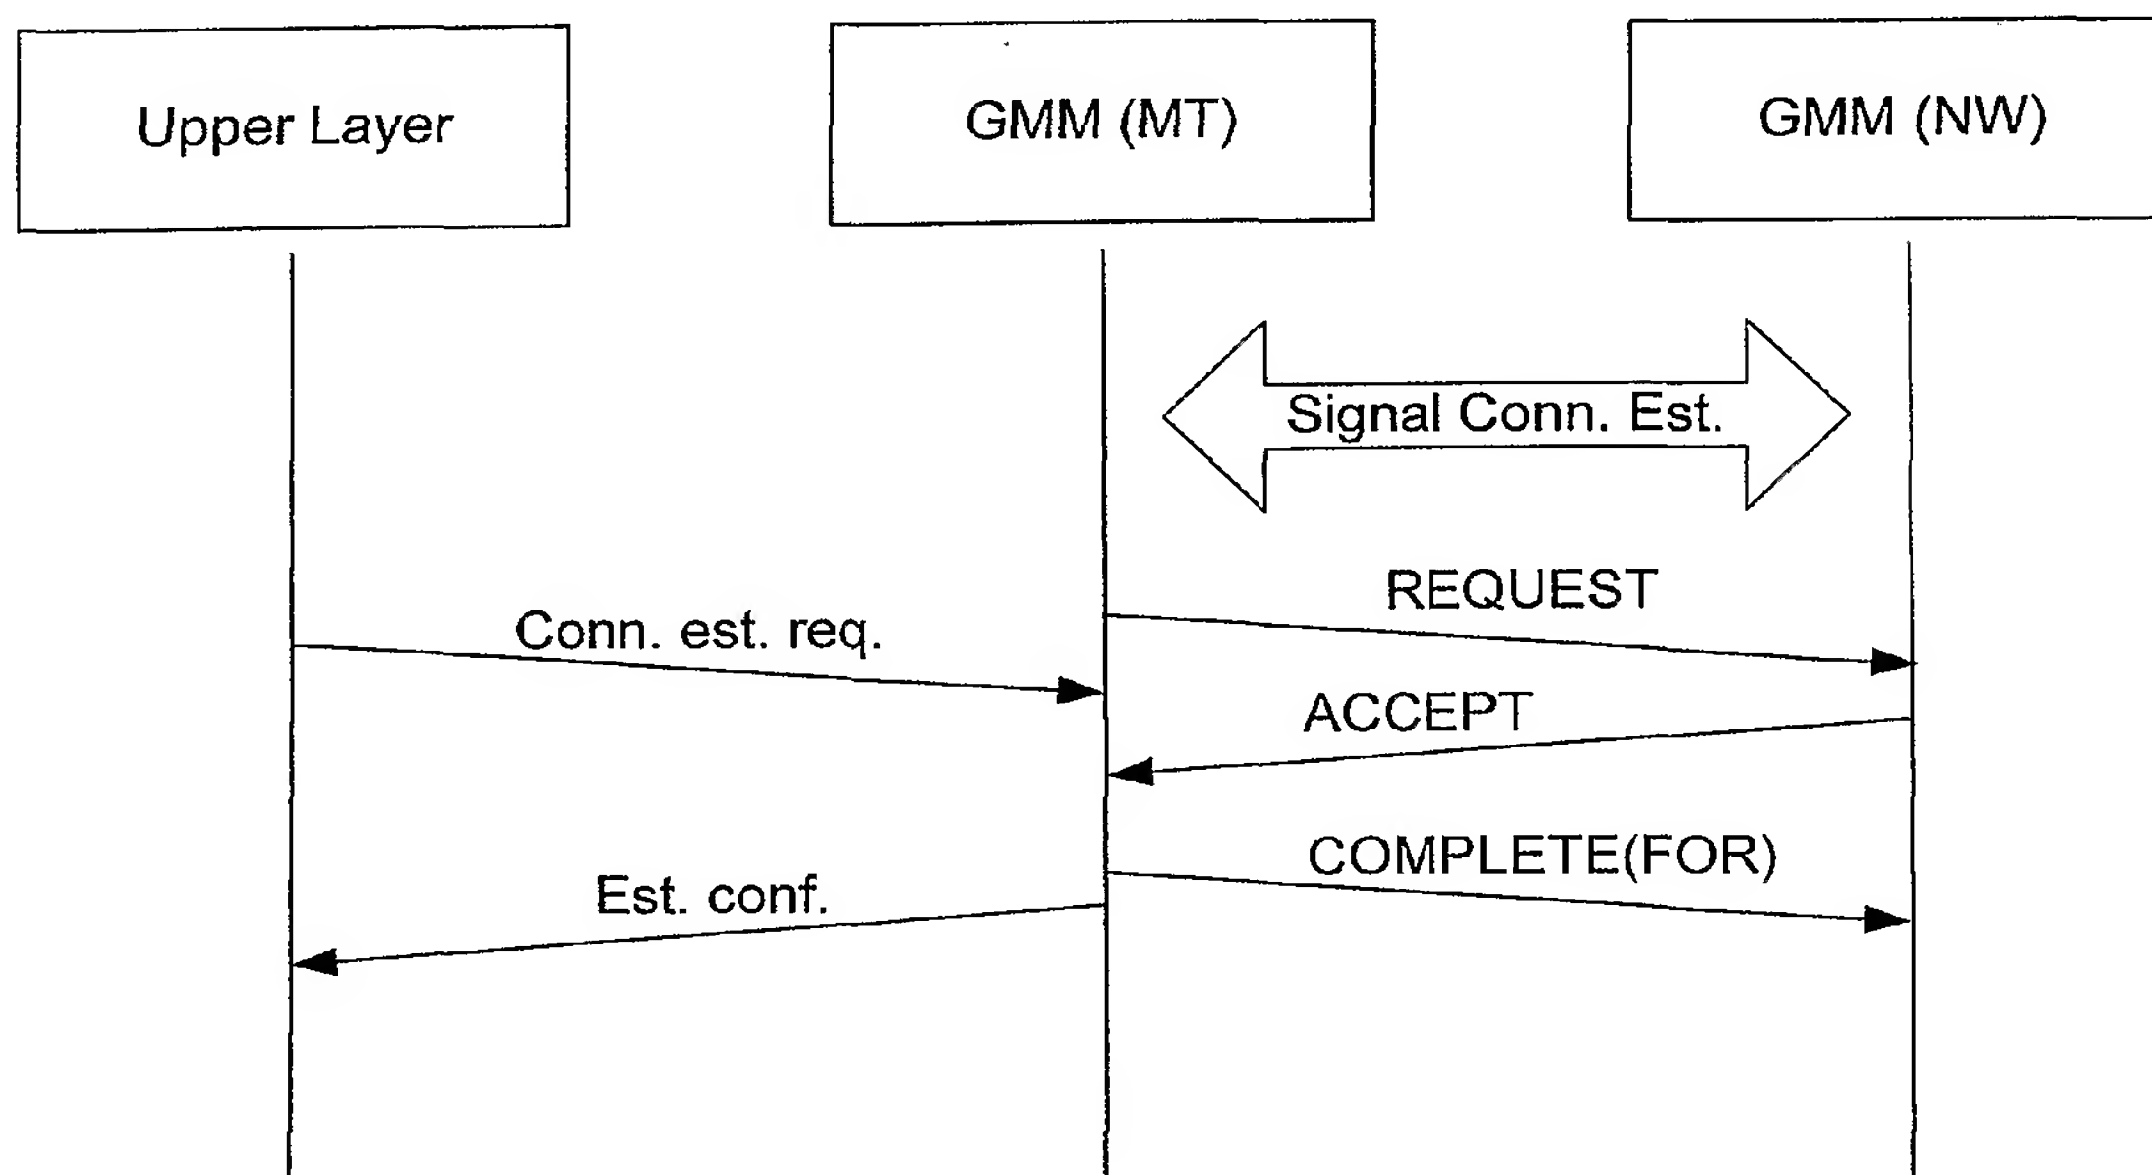 Upper Layer
GMM (MT)
GMM (NW)
Signal Conn. Est.
REQUEST
Conn. est. req.
ACCEPT
COMPLETE(FOR)
Est. conf.